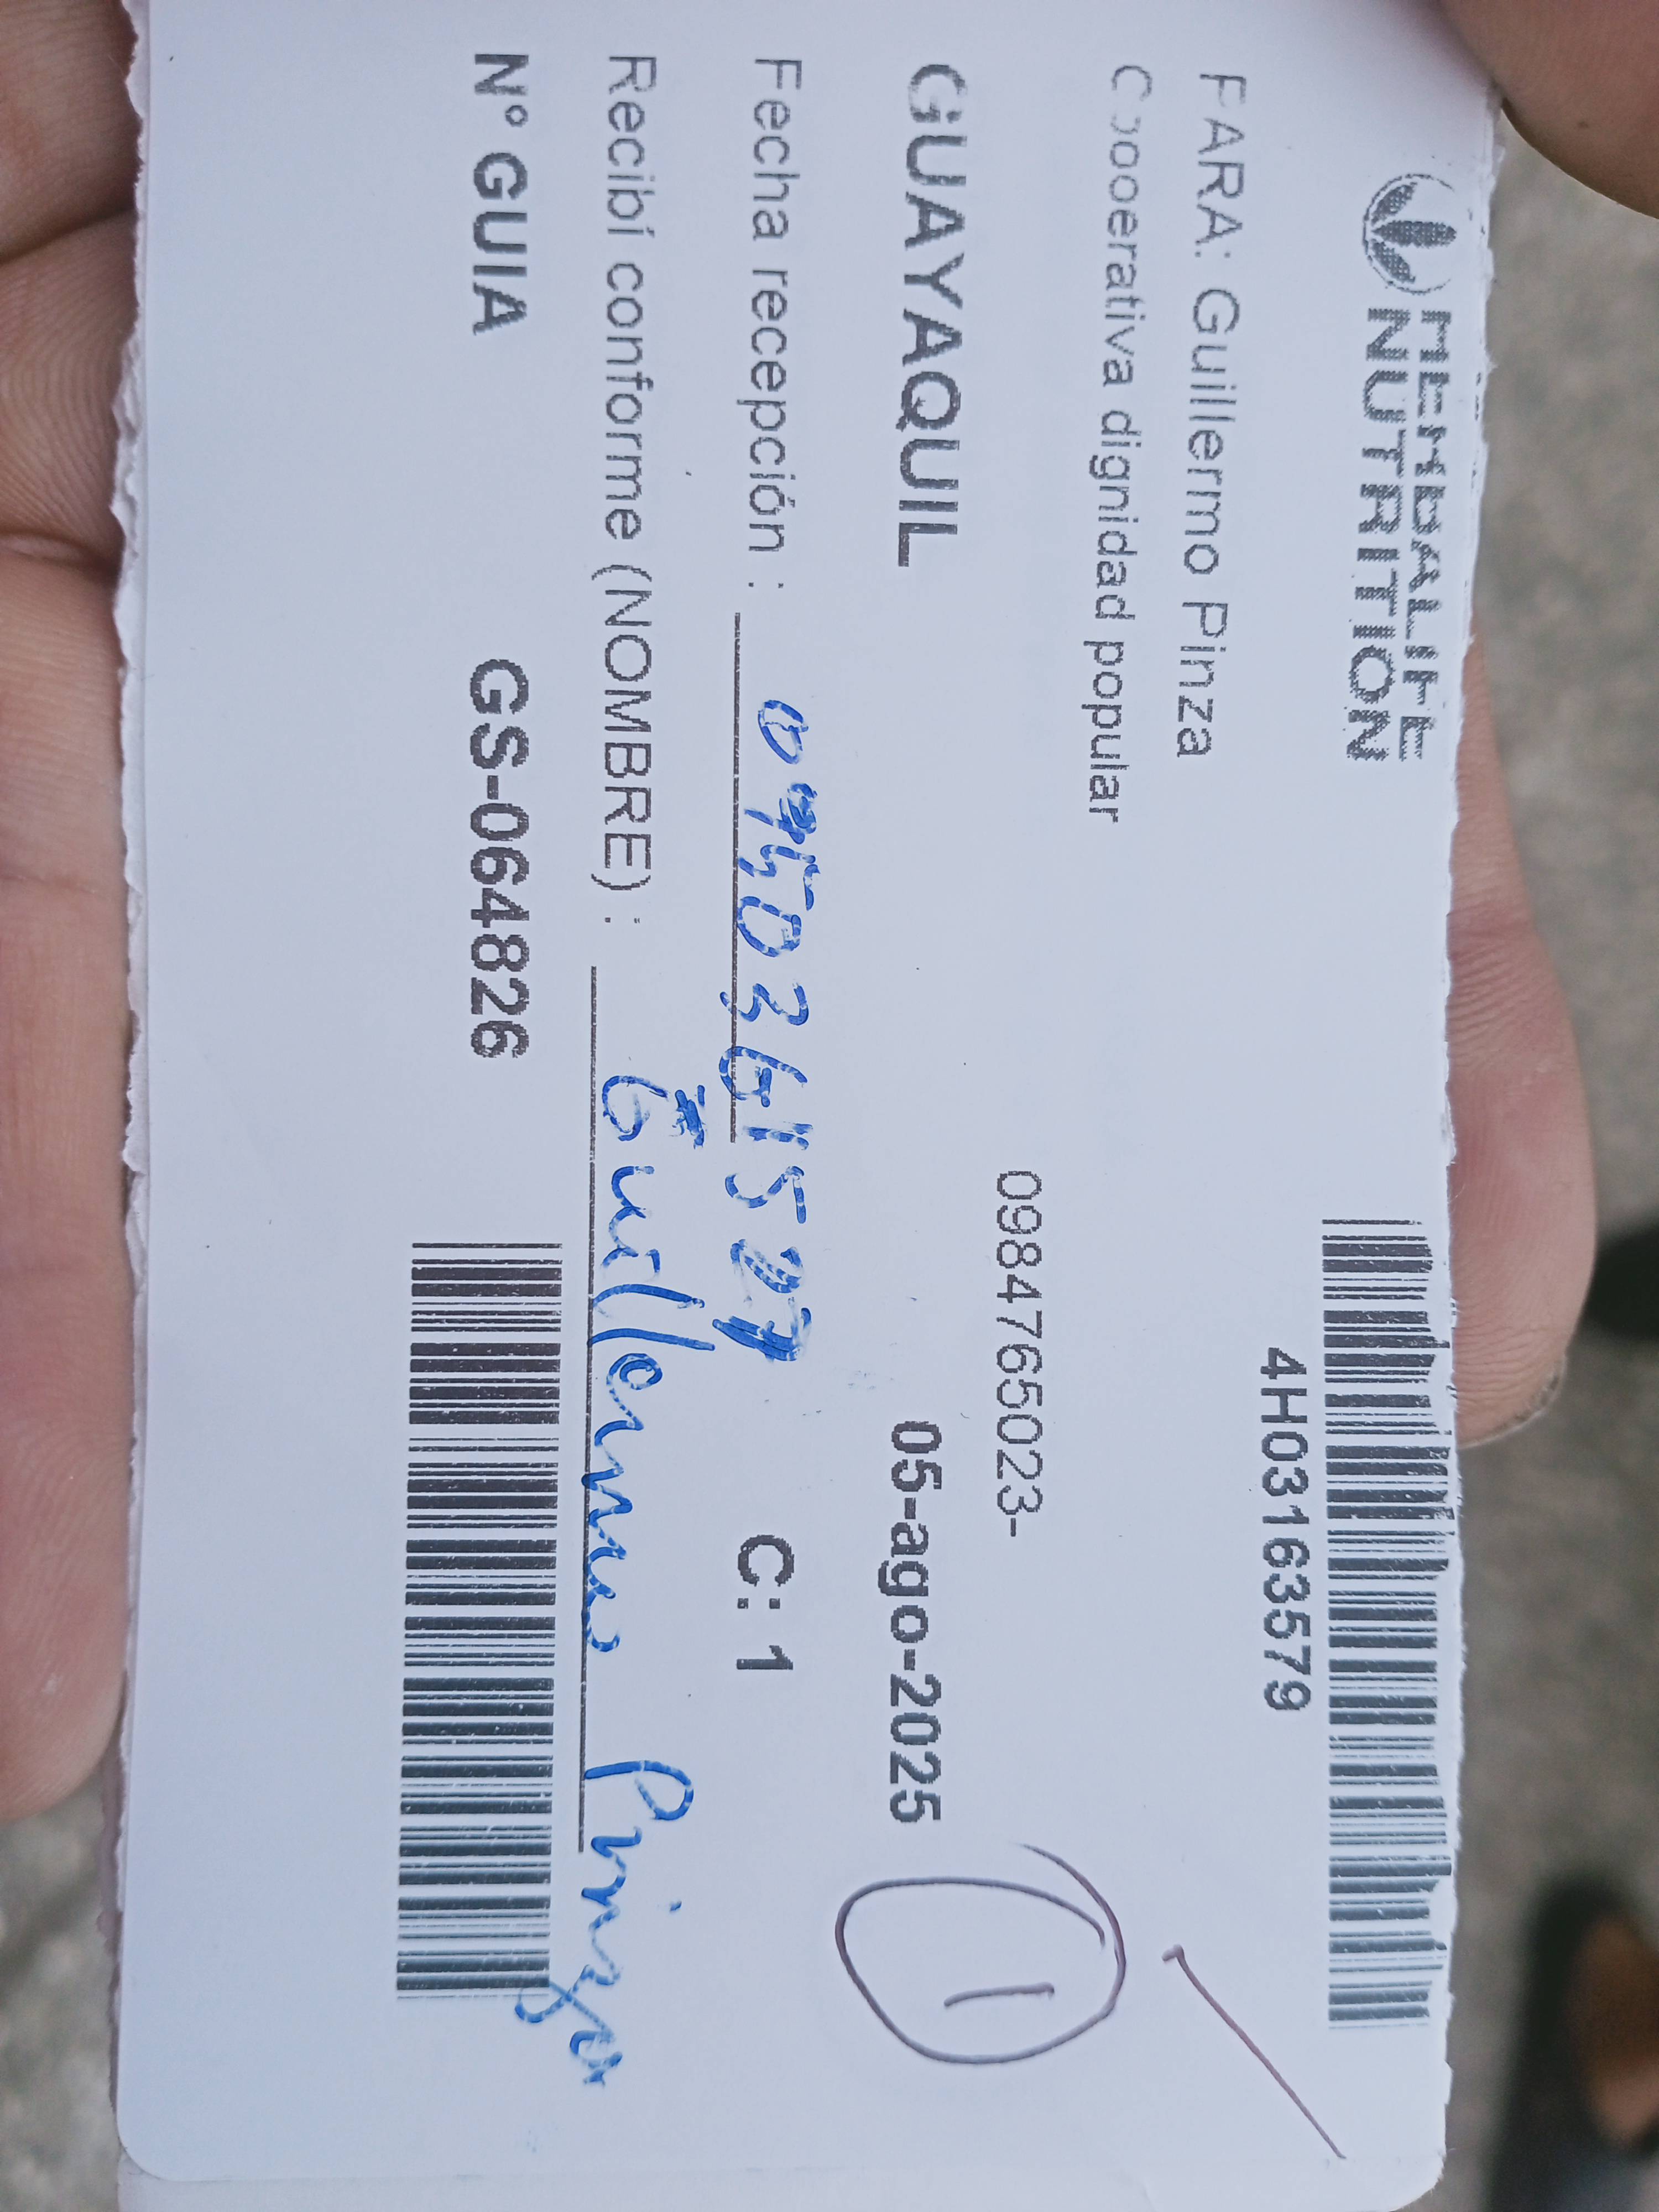 HERBALIFE
NUTRITION
4H03163579
PARA: Guillermo Pinza
Cooperativa dignidad popular
0984765023-
GUAYAQUIL 05-ago-2025
1
Fecha recepción : C: 1
Recibí conforme (NOMBRE) : Guillermo Pinza
N° GUIA GS-064826